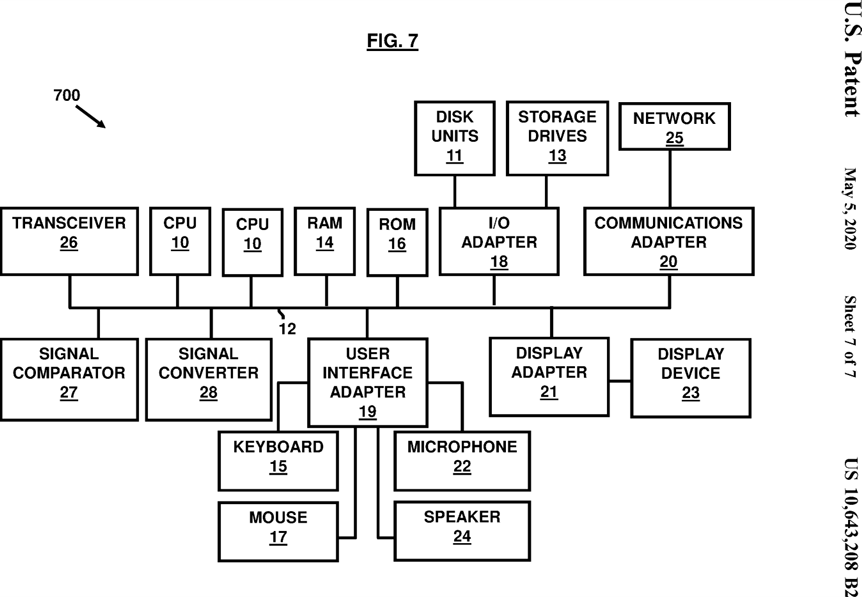 FIG. 7
700
DISK
UNITS
11
STORAGE
DRIVES
13
NETWORK
25
TRANSCEIVER
26
CPU
10
CPU
10
RAM
14
ROM
16
I/O
ADAPTER
18
COMMUNICATIONS
ADAPTER
20
12
SIGNAL
COMPARATOR
27
SIGNAL
CONVERTER
28
USER
INTERFACE
ADAPTER
19
DISPLAY
ADAPTER
21
DISPLAY
DEVICE
23
KEYBOARD
15
MICROPHONE
22
MOUSE
17
SPEAKER
24
U.S. Patent
May 5, 2020
Sheet 7 of 7
US 10,643,208 B2